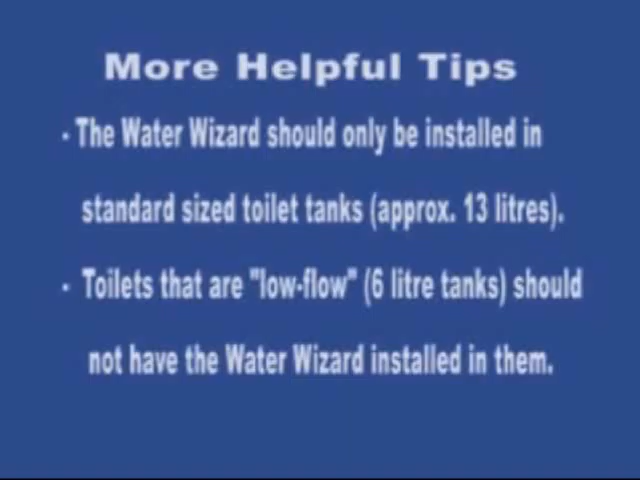 More Helpful Tips
- The Water Wizard should only be installed in
standard sized toilet tanks (approx. 13 litres).
- Toilets that are "low-flow" (6 litre tanks) should
not have the Water Wizard installed in them.